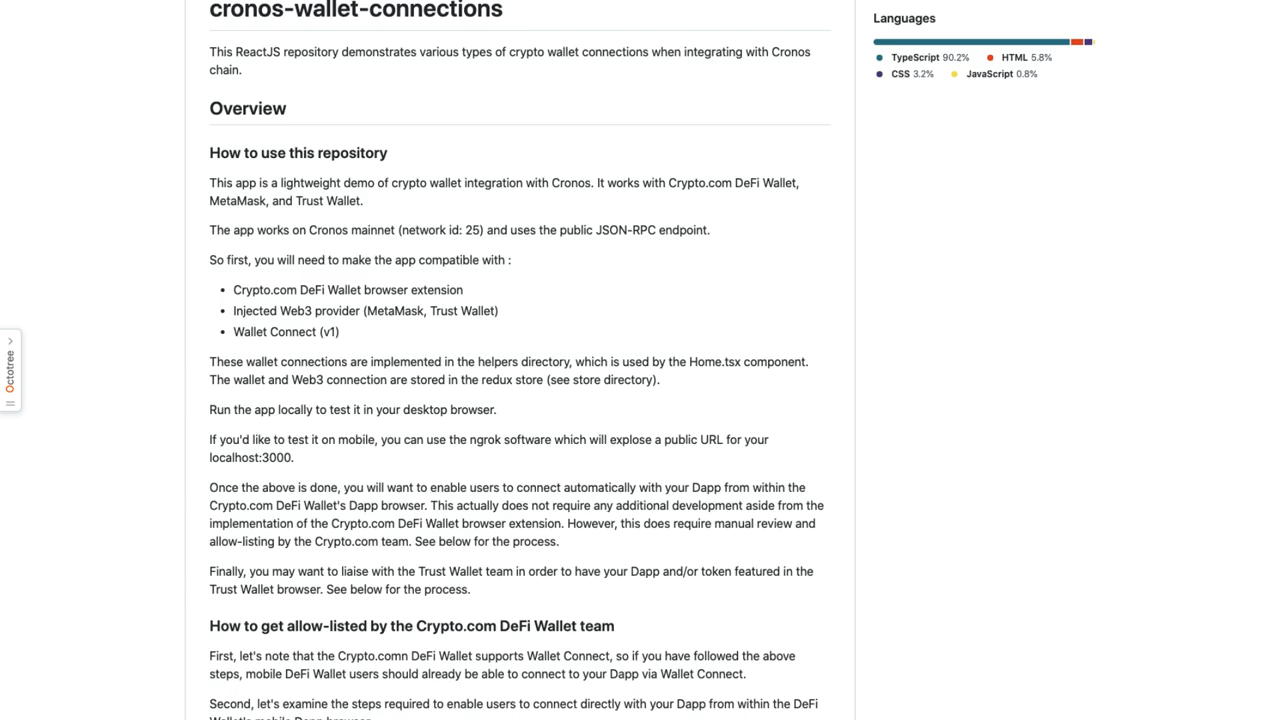 cronos-wallet-connections
This ReactJS repository demonstrates various types of crypto wallet connections when integrating with Cronos
chain.
Overview
How to use this repository
This app is a lightweight demo of crypto wallet integration with Cronos. It works with Crypto.com DeFi Wallet,
MetaMask, and Trust Wallet.
The app works on Cronos mainnet (network id: 25) and uses the public JSON-RPC endpoint.
So first, you will need to make the app compatible with :
• Crypto.com DeFi Wallet browser extension
• Injected Web3 provider (MetaMask, Trust Wallet)
• Wallet Connect (v1)
These wallet connections are implemented in the helpers directory, which is used by the Home.tsx component.
The wallet and Web3 connection are stored in the redux store (see store directory).
Run the app locally to test it in your desktop browser.
If you'd like to test it on mobile, you can use the ngrok software which will explose a public URL for your
localhost:3000.
Once the above is done, you will want to enable users to connect automatically with your Dapp from within the
Crypto.com DeFi Wallet's Dapp browser. This actually does not require any additional development aside from the
implementation of the Crypto.com DeFi Wallet browser extension. However, this does require manual review and
allow-listing by the Crypto.com team. See below for the process.
Finally, you may want to liaise with the Trust Wallet team in order to have your Dapp and/or token featured in the
Trust Wallet browser. See below for the process.
How to get allow-listed by the Crypto.com DeFi Wallet team
First, let's note that the Crypto.comn DeFi Wallet supports Wallet Connect, so if you have followed the above
steps, mobile DeFi Wallet users should already be able to connect to your Dapp via Wallet Connect.
Second, let's examine the steps required to enable users to connect directly with your Dapp from within the DeFi
Wallet's mobile Dapp browser.
Languages
TypeScript 90.2% HTML 5.8%
CSS 3.2% JavaScript 0.8%
Octotree